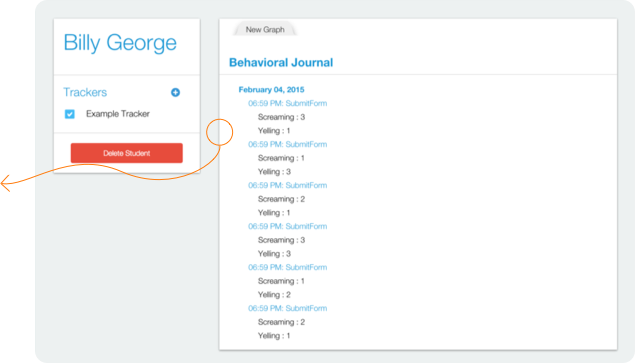 Billy George
Trackers
Example Tracker
Delete Student
New Graph
Behavioral Journal
February 04, 2015
06:59 PM: SubmitForm
Screaming : 3
Yelling : 1
06:59 PM: SubmitForm
Screaming : 1
Yelling : 3
06:59 PM: SubmitForm
Screaming : 2
Yelling : 1
06:59 PM: SubmitForm
Screaming : 3
Yelling : 3
06:59 PM: SubmitForm
Screaming : 1
Yelling : 2
06:59 PM: SubmitForm
Screaming : 2
Yelling : 1